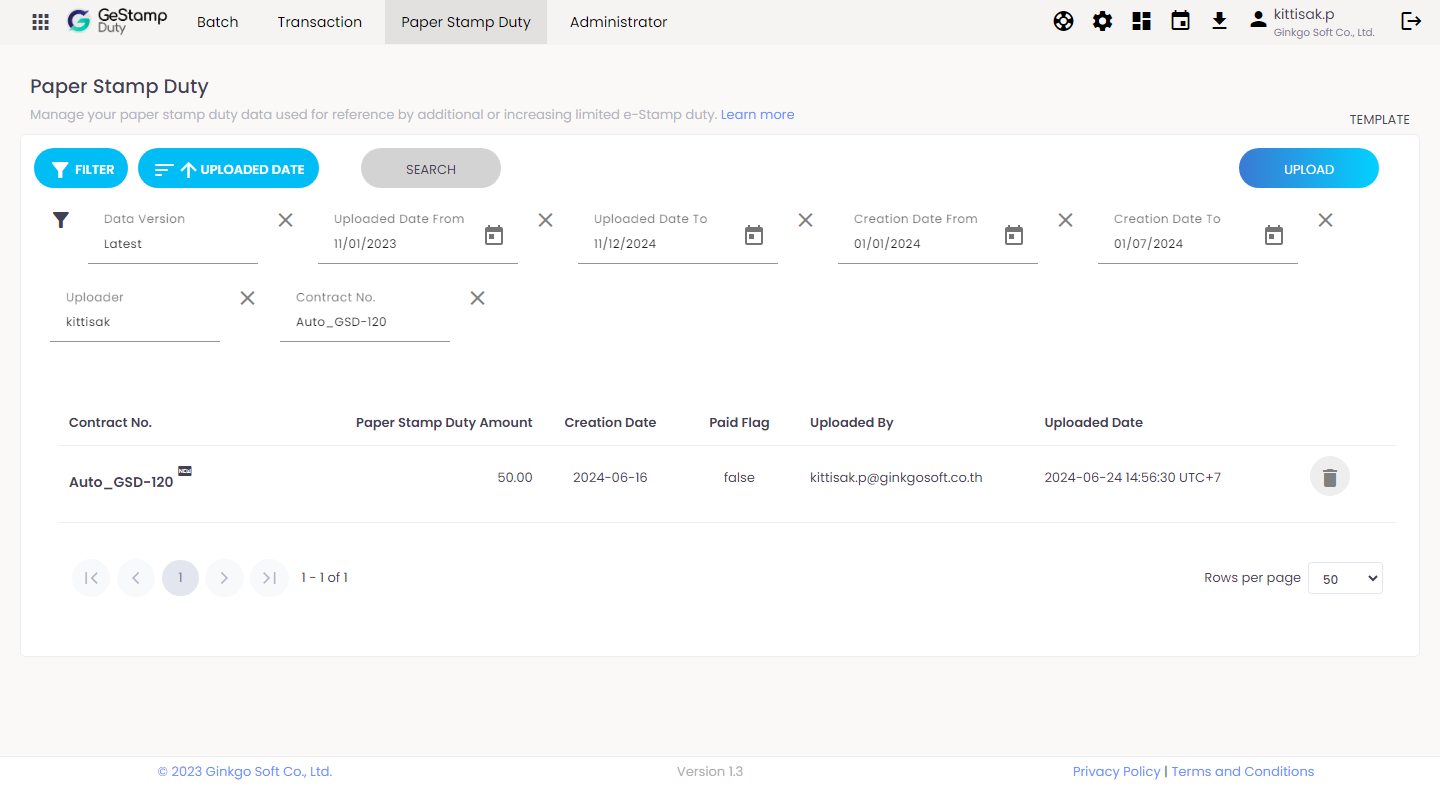 GeStamp
Duty
Batch
Transaction
Paper Stamp Duty
Administrator
kittisak.p
Ginkgo Soft Co., Ltd.
Paper Stamp Duty
Manage your paper stamp duty data used for reference by additional or increasing limited e-Stamp duty. Learn more
TEMPLATE
FILTER
UPLOADED DATE
SEARCH
UPLOAD
Data Version
Latest
Uploaded Date From
11/01/2023
Uploaded Date To
11/12/2024
Creation Date From
01/01/2024
Creation Date To
01/07/2024
Uploader
kittisak
Contract No.
Auto_GSD-120
Contract No. Paper Stamp Duty Amount Creation Date Paid Flag Uploaded By Uploaded Date
Auto_GSD-120 NEW 50.00 2024-06-16 false kittisak.p@ginkgosoft.co.th 2024-06-24 14:56:30 UTC+7
1
1 - 1 of 1
Rows per page 50
© 2023 Ginkgo Soft Co., Ltd.
Version 1.3
Privacy Policy | Terms and Conditions